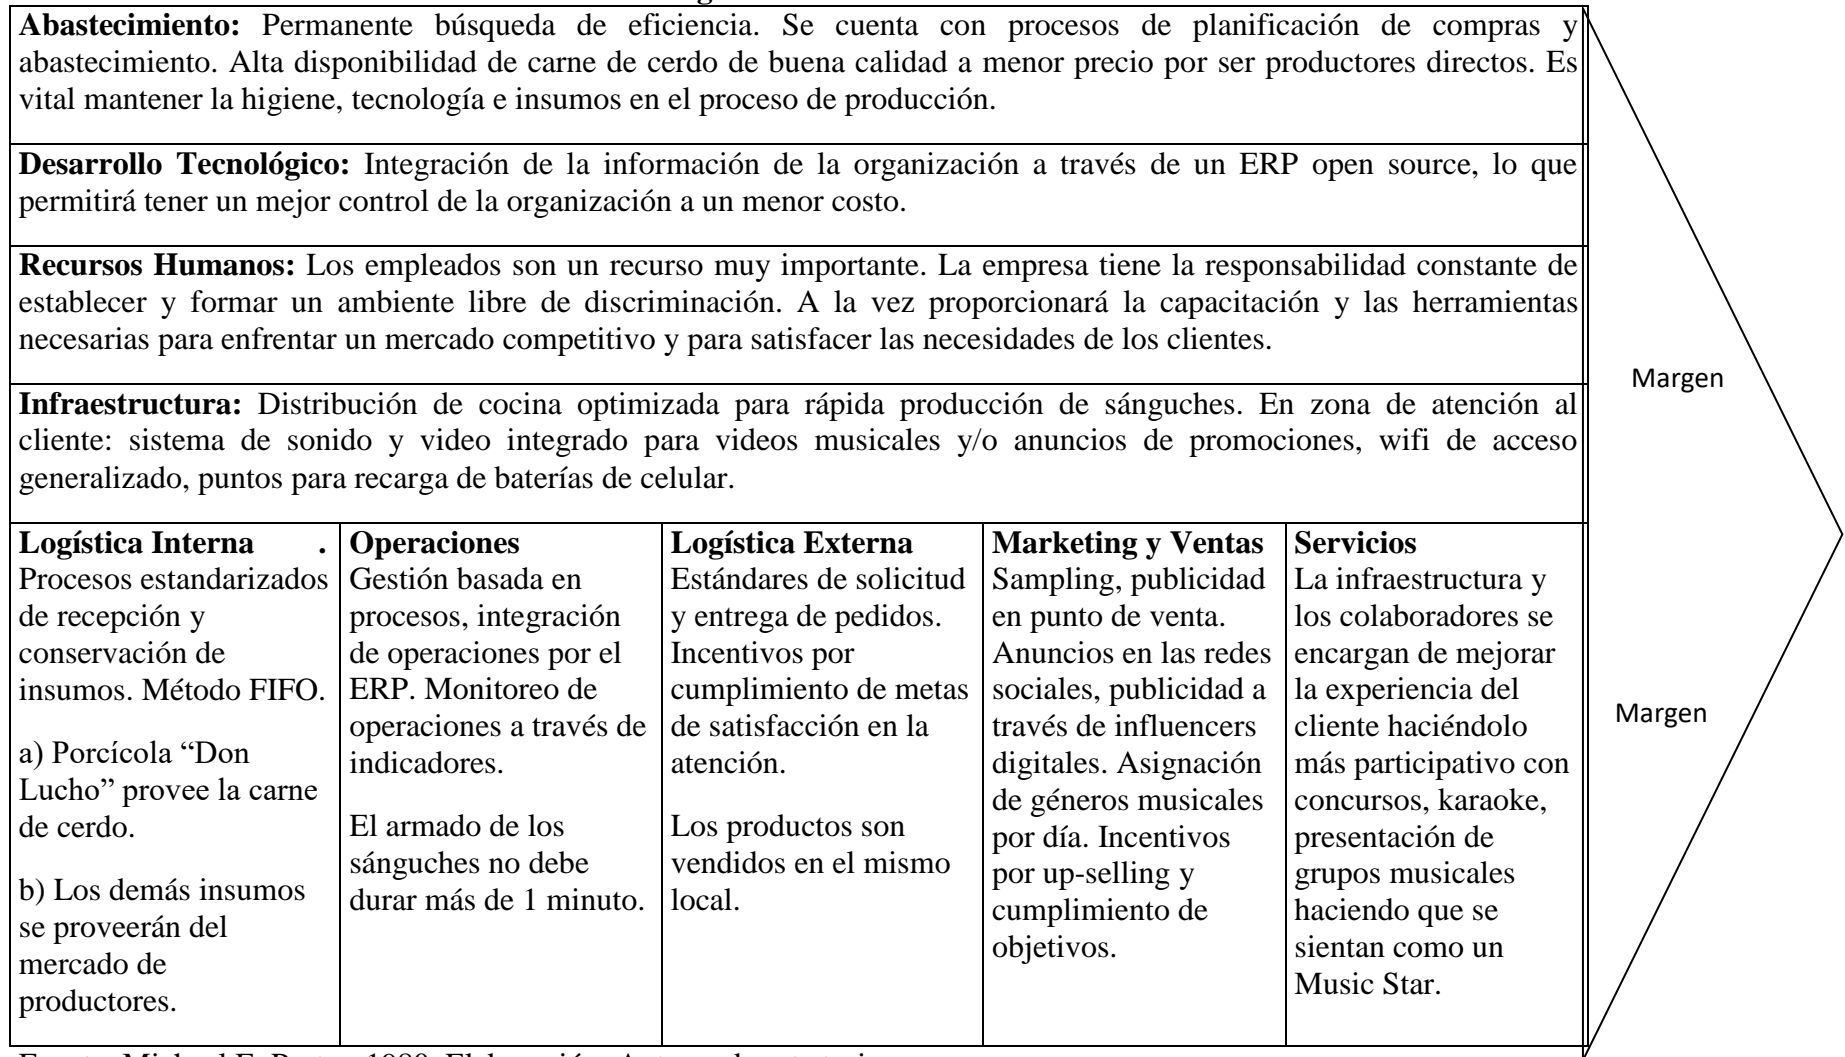 Abastecimiento: Permanente búsqueda de eficiencia. Se cuenta con procesos de planificación de compras y
abastecimiento. Alta disponibilidad de carne de cerdo de buena calidad a menor precio por ser productores directos. Es
vital mantener la higiene, tecnología e insumos en el proceso de producción.
Desarrollo Tecnológico: Integración de la información de la organización a través de un ERP open source, lo que
permitirá tener un mejor control de la organización a un menor costo.
Recursos Humanos: Los empleados son un recurso muy importante. La empresa tiene la responsabilidad constante de
establecer y formar un ambiente libre de discriminación. A la vez proporcionará la capacitación y las herramientas
necesarias para enfrentar un mercado competitivo y para satisfacer las necesidades de los clientes.
Infraestructura: Distribución de cocina optimizada para rápida producción de sánguches. En zona de atención al
cliente: sistema de sonido y video integrado para videos musicales y/o anuncios de promociones, wifi de acceso
generalizado, puntos para recarga de baterías de celular.
Margen
Logística Interna .
Procesos estandarizados
de recepción y
conservación de
insumos. Método FIFO.
a) Porcícola “Don
Lucho” provee la carne
de cerdo.
b) Los demás insumos
se proveerán del
mercado de
productores.
Operaciones
Gestión basada en
procesos, integración
de operaciones por el
ERP. Monitoreo de
operaciones a través de
indicadores.
El armado de los
sánguches no debe
durar más de 1 minuto.
Logística Externa
Estándares de solicitud
y entrega de pedidos.
Incentivos por
cumplimiento de metas
de satisfacción en la
atención.
Los productos son
vendidos en el mismo
local.
Marketing y Ventas
Sampling, publicidad
en punto de venta.
Anuncios en las redes
sociales, publicidad a
través de influencers
digitales. Asignación
de géneros musicales
por día. Incentivos
por up-selling y
cumplimiento de
objetivos.
Servicios
La infraestructura y
los colaboradores se
encargan de mejorar
la experiencia del
cliente haciéndolo
más participativo con
concursos, karaoke,
presentación de
grupos musicales
haciendo que se
sientan como un
Music Star.
Margen